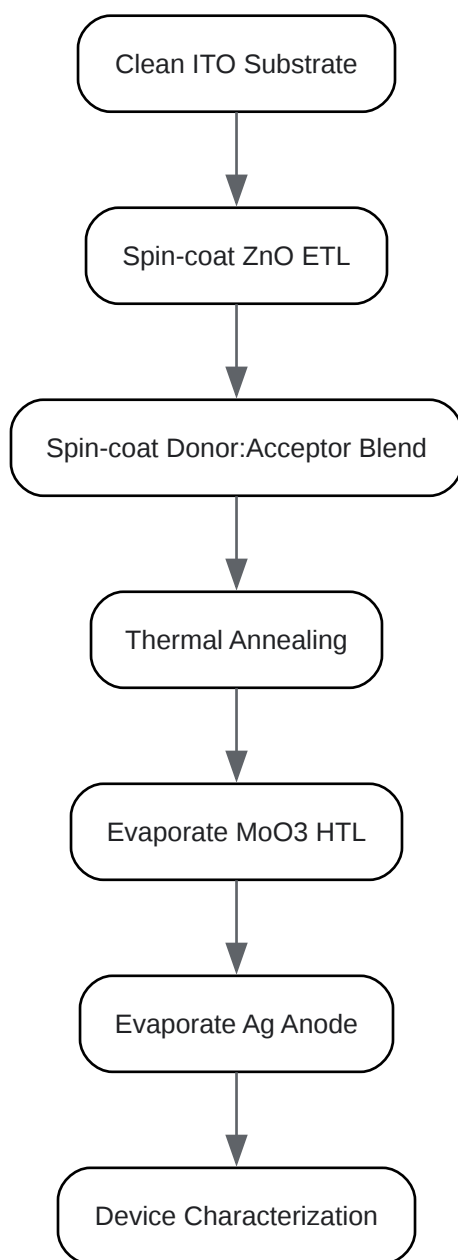 Clean ITO Substrate
Spin-coat ZnO ETL
Spin-coat Donor:Acceptor Blend
Thermal Annealing
Evaporate MoO3 HTL
Evaporate Ag Anode
Device Characterization